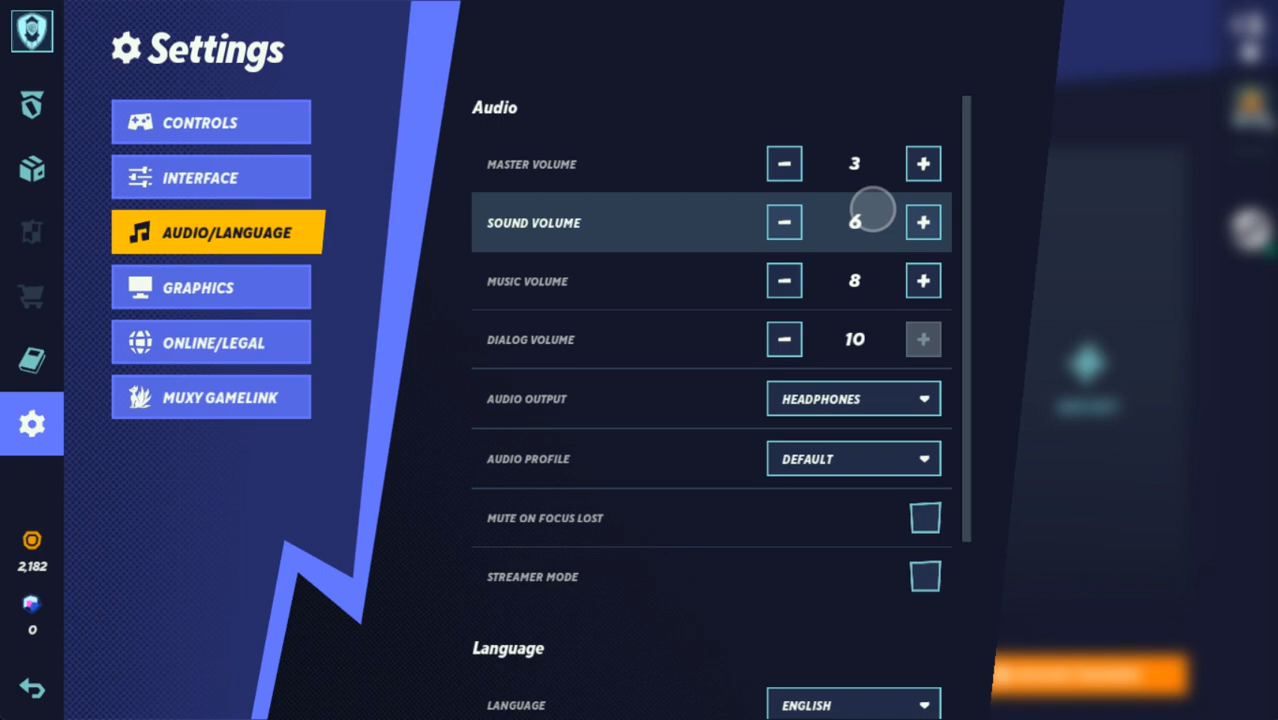 Settings
CONTROLS
INTERFACE
AUDIO/LANGUAGE
GRAPHICS
ONLINE/LEGAL
MUXY GAMELINK
2,182
0
Audio
MASTER VOLUME - 3 +
SOUND VOLUME - 6 +
MUSIC VOLUME - 8 +
DIALOG VOLUME - 10 +
AUDIO OUTPUT HEADPHONES
AUDIO PROFILE DEFAULT
MUTE ON FOCUS LOST
STREAMER MODE
Language
LANGUAGE ENGLISH